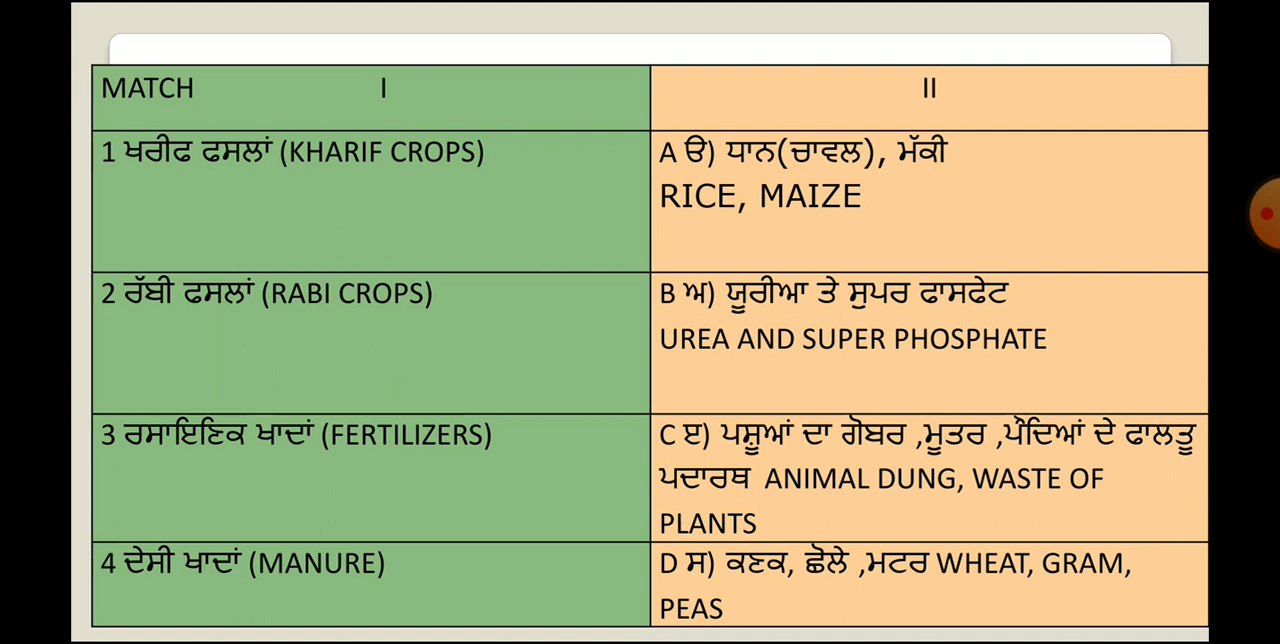 MATCH I
II
1 ਖਰੀਫ ਫਸਲਾਂ (KHARIF CROPS)
A ੳ) ਧਾਨ(ਚਾਵਲ), ਮੱਕੀ
RICE, MAIZE
2 ਰੱਬੀ ਫਸਲਾਂ (RABI CROPS)
B ਅ) ਯੂਰੀਆ ਤੇ ਸੁਪਰ ਫਾਸਫੇਟ
UREA AND SUPER PHOSPHATE
3 ਰਸਾਇਣਿਕ ਖਾਦਾਂ (FERTILIZERS)
C ੲ) ਪਸ਼ੂਆਂ ਦਾ ਗੋਬਰ ,ਮੂਤਰ ,ਪੌਦਿਆਂ ਦੇ ਫਾਲਤੂ
ਪਦਾਰਥ ANIMAL DUNG, WASTE OF
PLANTS
4 ਦੇਸੀ ਖਾਦਾਂ (MANURE)
D ਸ) ਕਣਕ, ਛੋਲੇ ,ਮਟਰ WHEAT, GRAM,
PEAS